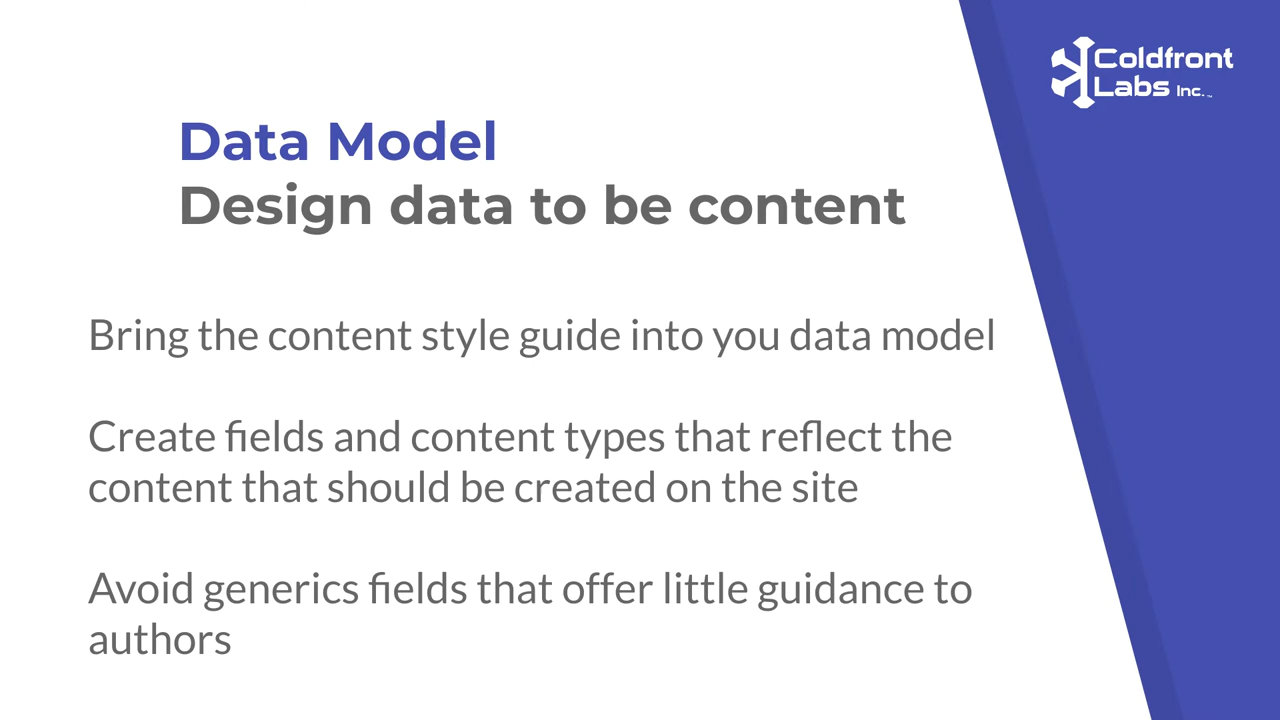 Coldfront
Labs Inc.
Data Model
Design data to be content
Bring the content style guide into you data model
Create fields and content types that reflect the
content that should be created on the site
Avoid generics fields that offer little guidance to
authors